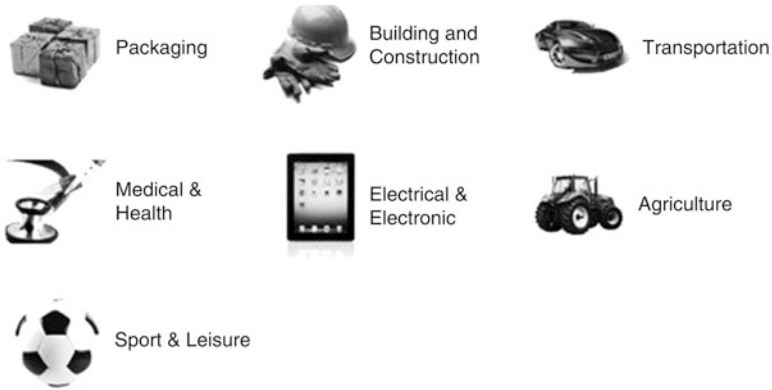 Packaging
Building and
Construction
Transportation
Medical &
Health
Electrical &
Electronic
Agriculture
Sport & Leisure